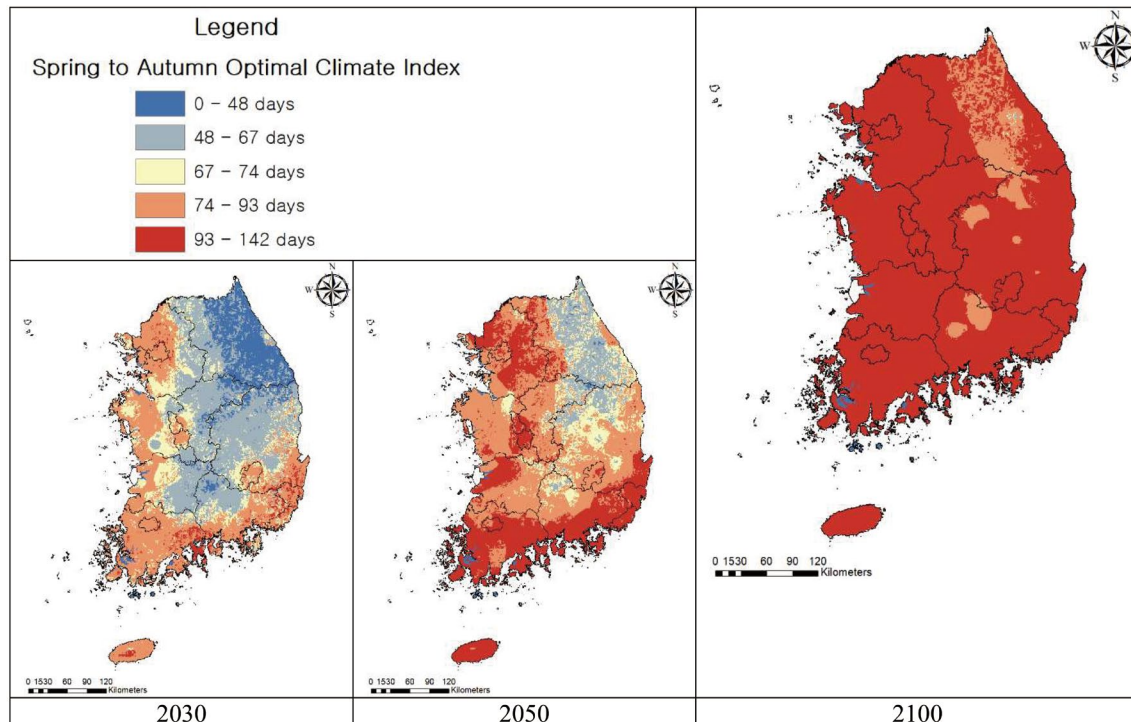 Legend
Spring to Autumn Optimal Climate Index
0 - 48 days
48 - 67 days
67 - 74 days
74 - 93 days
93 - 142 days
N
W
S
0 1530 60 90 120
Kilometers
N
W
S
0 1530 60 90 120
Kilometers
N
W
S
0 1530 60 90 120
Kilometers
2030
2050
2100